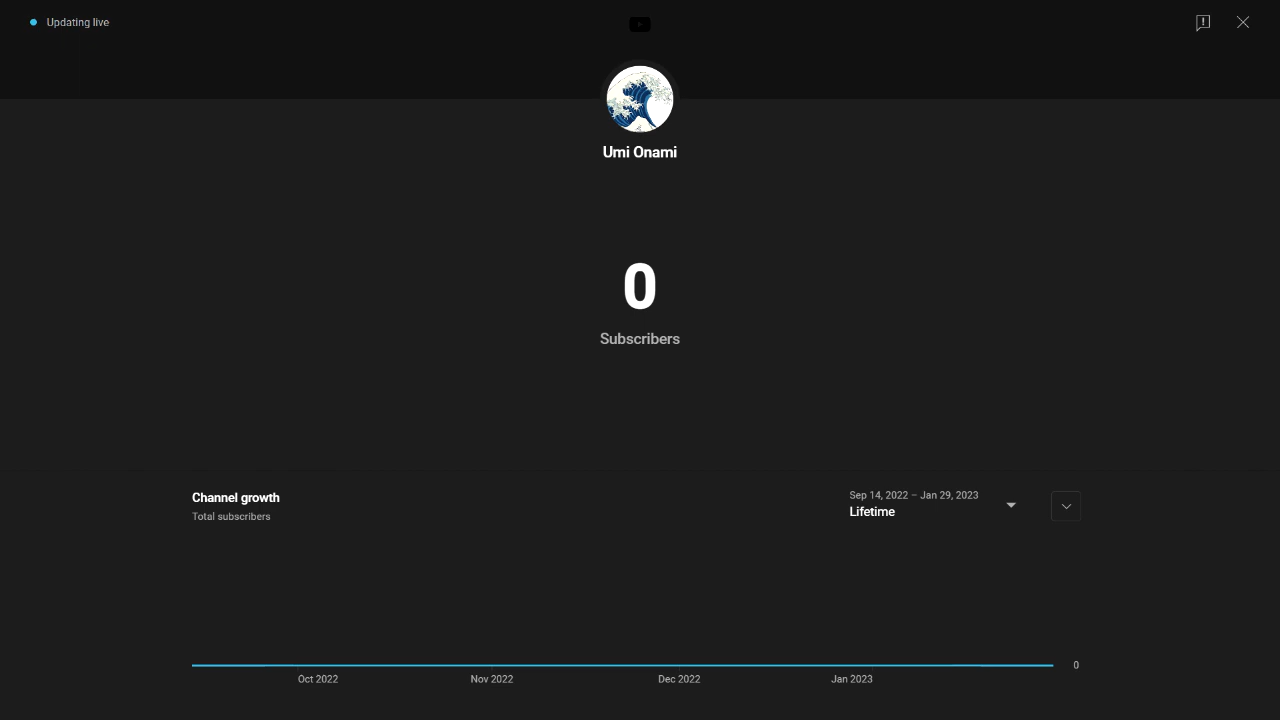 Updating live
Umi Onami
0
Subscribers
Channel growth
Total subscribers
Sep 14, 2022 – Jan 29, 2023
Lifetime
0
Oct 2022
Nov 2022
Dec 2022
Jan 2023